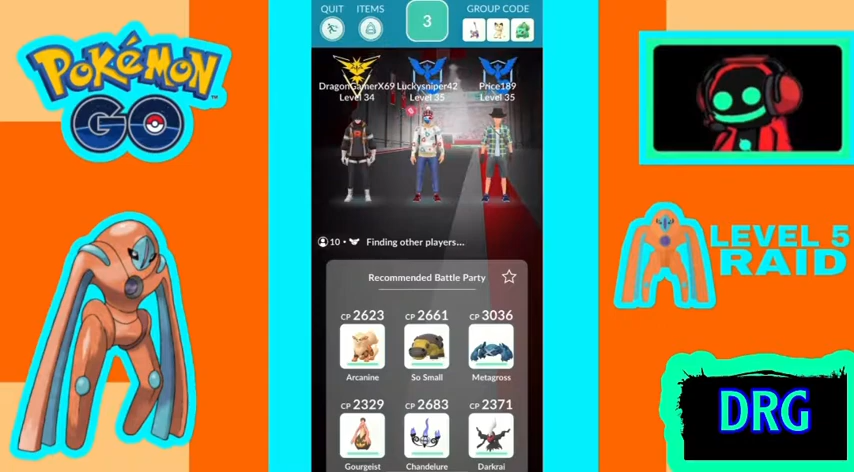 POKéMON
GO
QUIT
ITEMS
3
GROUP CODE
DragonGamerX69
Level 34
Luckysniper42
Level 35
Price189
Level 35
10 • Finding other players...
Recommended Battle Party
CP 2623
CP 2661
CP 3036
Arcanine
So Small
Metagross
CP 2329
CP 2683
CP 2371
Gourgeist
Chandelure
Darkrai
LEVEL 5
RAID
DRG